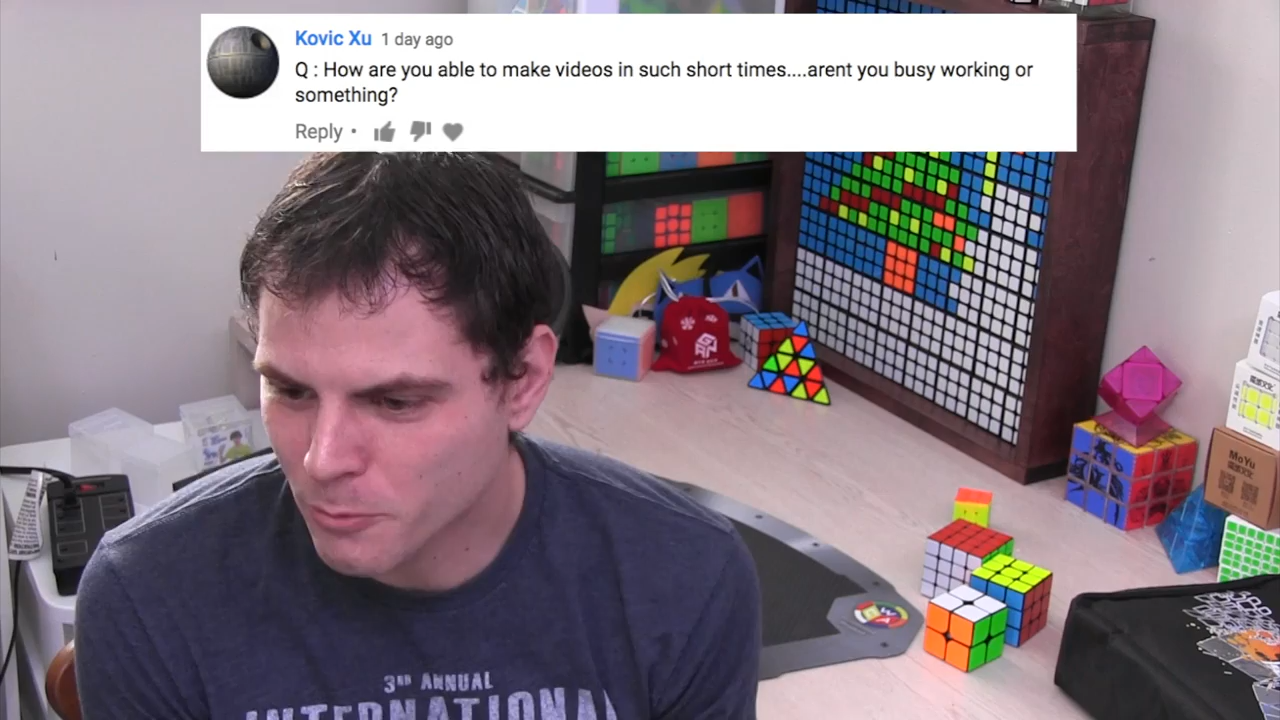 Kovic Xu 1 day ago
Q : How are you able to make videos in such short times....arent you busy working or
something?
Reply •
3RD ANNUAL
INTERNATIONAL
MoYu